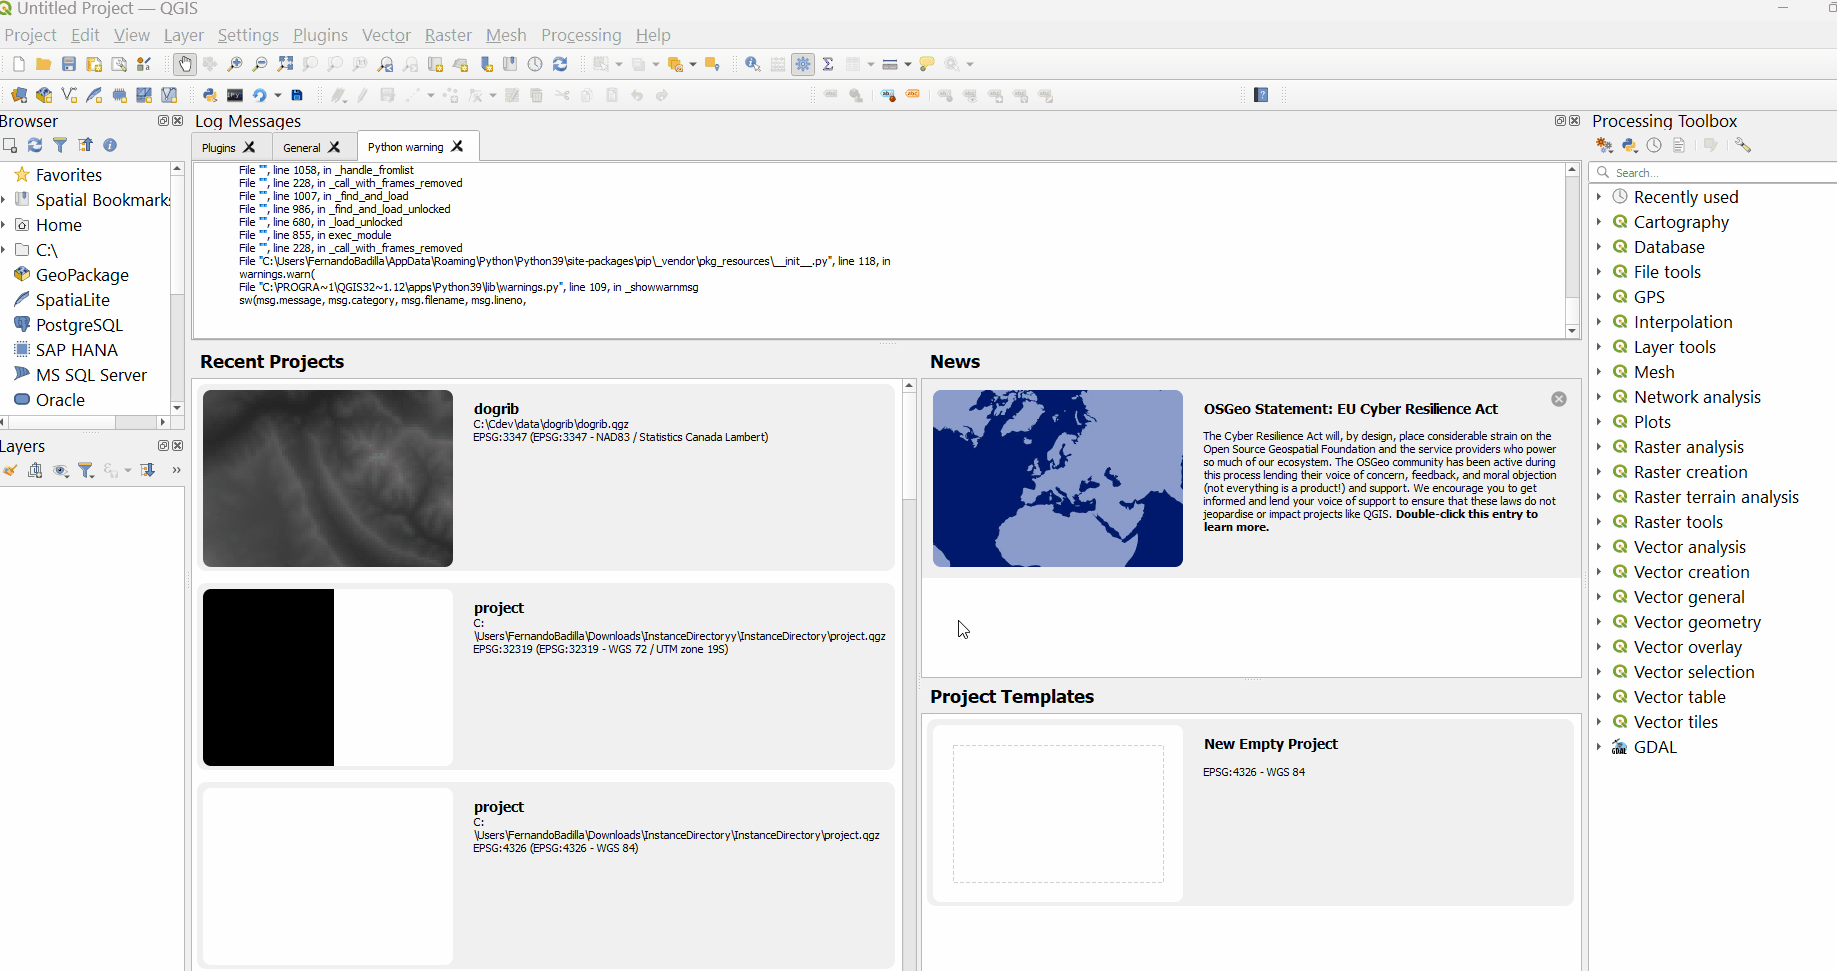 Untitled Project — QGIS
Project Edit View Layer Settings Plugins Vector Raster Mesh Processing Help
Browser
Favorites
Spatial Bookmarks
Home
C:\
GeoPackage
SpatiaLite
PostgreSQL
SAP HANA
MS SQL Server
Oracle
Layers
»
Log Messages
Plugins General Python warning
File "", line 1058, in _handle_fromlist
File "", line 228, in _call_with_frames_removed
File "", line 1007, in _find_and_load
File "", line 986, in _find_and_load_unlocked
File "", line 680, in _load_unlocked
File "", line 855, in exec_module
File "", line 228, in _call_with_frames_removed
File "C:\Users\FernandoBadilla\AppData\Roaming\Python\Python39\site-packages\pip\_vendor\pkg_resources\__init__.py", line 118, in
warnings.warn(
File "C:\PROGRA~1\QGIS32~1.12\apps\Python39\lib\warnings.py", line 109, in _showwarnmsg
sw(msg.message, msg.category, msg.filename, msg.lineno,
Recent Projects
dogrib
C:\Cdev\data\dogrib\dogrib.qgz
EPSG:3347 (EPSG:3347 - NAD83 / Statistics Canada Lambert)
project
C:
\Users\FernandoBadilla\Downloads\InstanceDirectoryy\InstanceDirectory\project.qgz
EPSG:32319 (EPSG:32319 - WGS 72 / UTM zone 19S)
project
C:
\Users\FernandoBadilla\Downloads\InstanceDirectory\InstanceDirectory\project.qgz
EPSG:4326 (EPSG:4326 - WGS 84)
News
OSGeo Statement: EU Cyber Resilience Act
The Cyber Resilience Act will, by design, place considerable strain on the
Open Source Geospatial Foundation and the service providers who power
so much of our ecosystem. The OSGeo community has been active during
this process lending their voice of concern, feedback, and moral objection
(not everything is a product!) and support. We encourage you to get
informed and lend your voice of support to ensure that these laws do not
jeopardise or impact projects like QGIS. Double-click this entry to
learn more.
Project Templates
New Empty Project
EPSG:4326 - WGS 84
Processing Toolbox
Search...
Recently used
Cartography
Database
File tools
GPS
Interpolation
Layer tools
Mesh
Network analysis
Plots
Raster analysis
Raster creation
Raster terrain analysis
Raster tools
Vector analysis
Vector creation
Vector general
Vector geometry
Vector overlay
Vector selection
Vector table
Vector tiles
GDAL